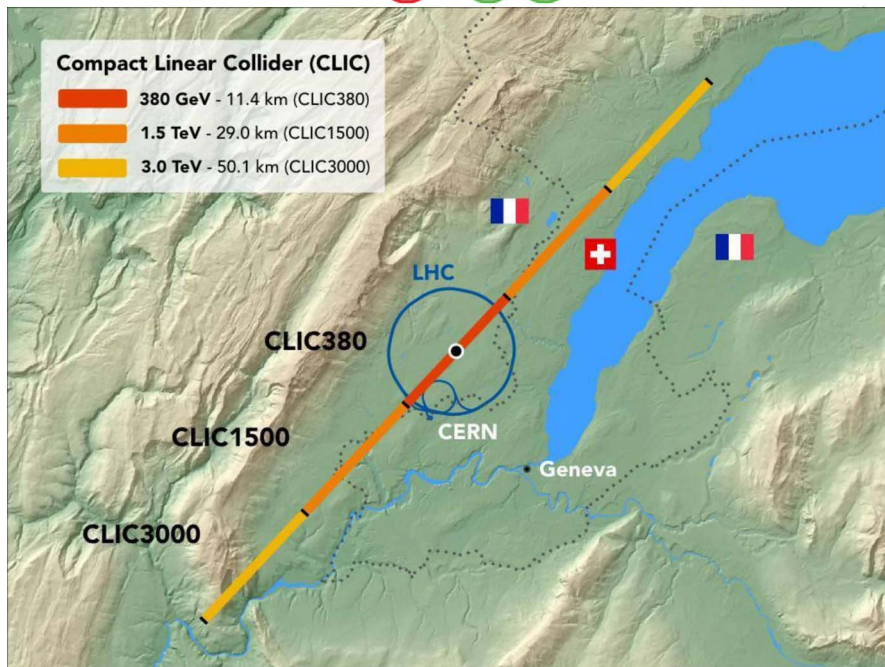 Compact Linear Collider (CLIC)
380 GeV - 11.4 km (CLIC380)
1.5 TeV - 29.0 km (CLIC1500)
3.0 TeV - 50.1 km (CLIC3000)
LHC
CLIC380
CLIC1500
CERN
Geneva
CLIC3000